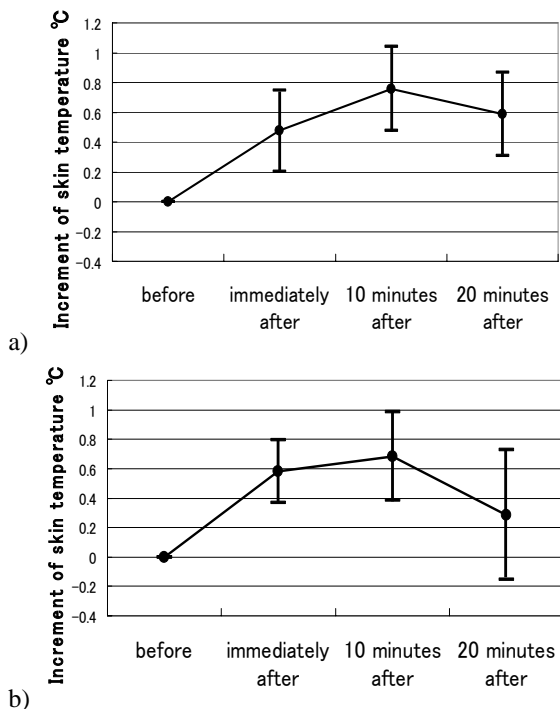 Increment of skin temperature ℃
1.2
1
0.8
0.6
0.4
0.2
0
-0.2
-0.4
before
immediately after
10 minutes after
20 minutes after
a)
Increment of skin temperature ℃
1.2
1
0.8
0.6
0.4
0.2
0
-0.2
-0.4
before
immediately after
10 minutes after
20 minutes after
b)